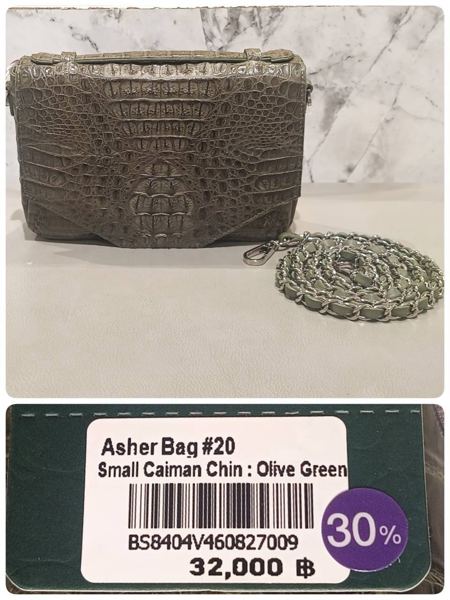 Asher Bag #20
Small Caiman Chin : Olive Green
BS8404V460827009
32,000 ฿
30%